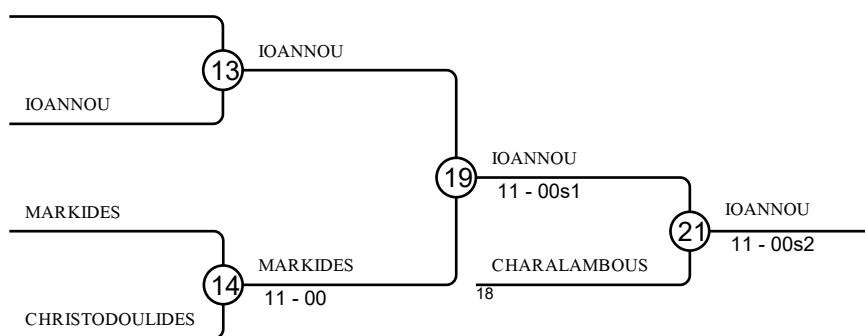 13
IOANNOU
IOANNOU
19
IOANNOU
11 - 00s1
MARKIDES
14
MARKIDES
11 - 00
CHRISTODOULIDES
CHARALAMBOUS
18
21
IOANNOU
11 - 00s2